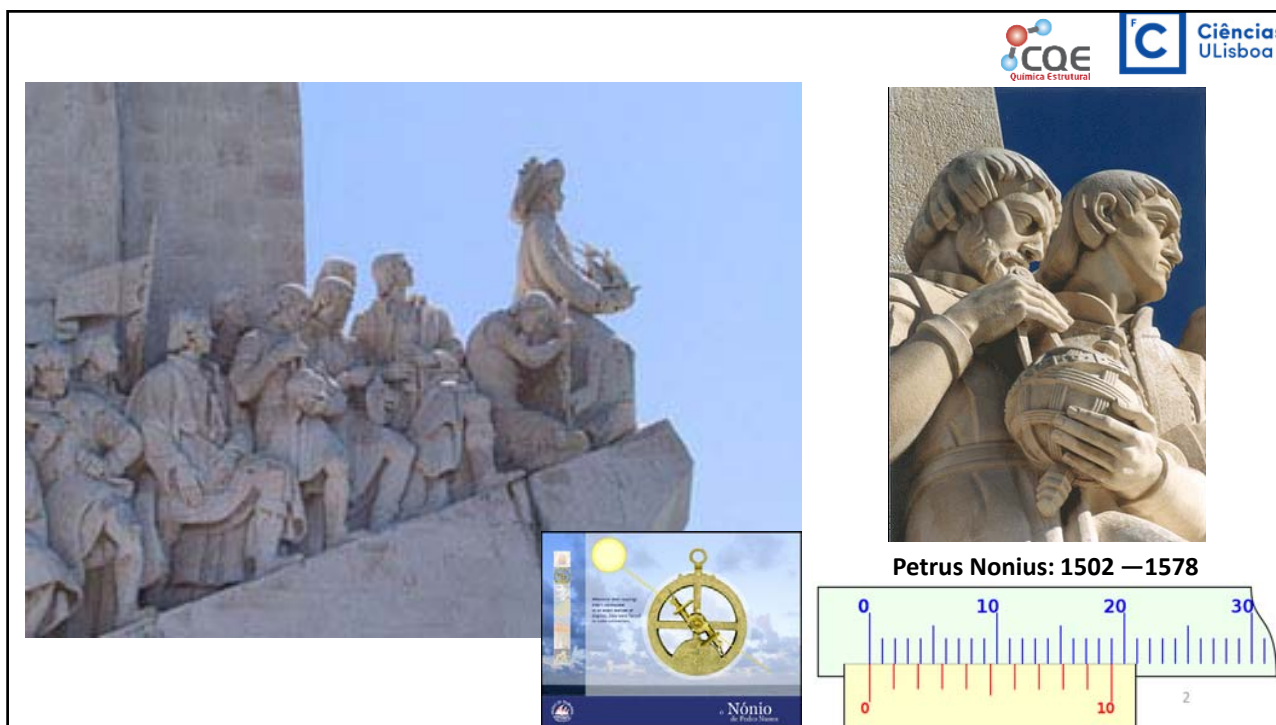 CQE
Química Estrutural
F
C
Ciências
ULisboa
Petrus Nonius: 1502 —1578
0 10 20 30
0 10
o Nónio
de Pedro Nunes
2